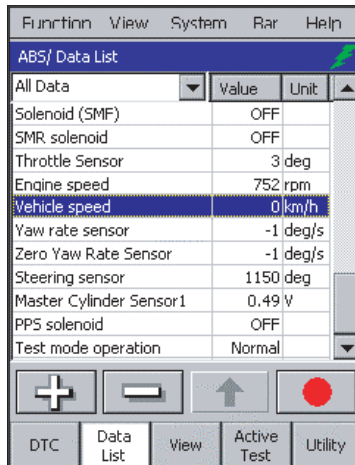 Function View System Bar Help
ABS/ Data List
All Data Value Unit
Solenoid (SMF) OFF
SMR solenoid OFF
Throttle Sensor 3 deg
Engine speed 752 rpm
Vehicle speed 0 km/h
Yaw rate sensor -1 deg/s
Zero Yaw Rate Sensor -1 deg/s
Steering sensor 1150 deg
Master Cylinder Sensor1 0.49 V
PPS solenoid OFF
Test mode operation Normal
DTC Data List View Active Test Utility